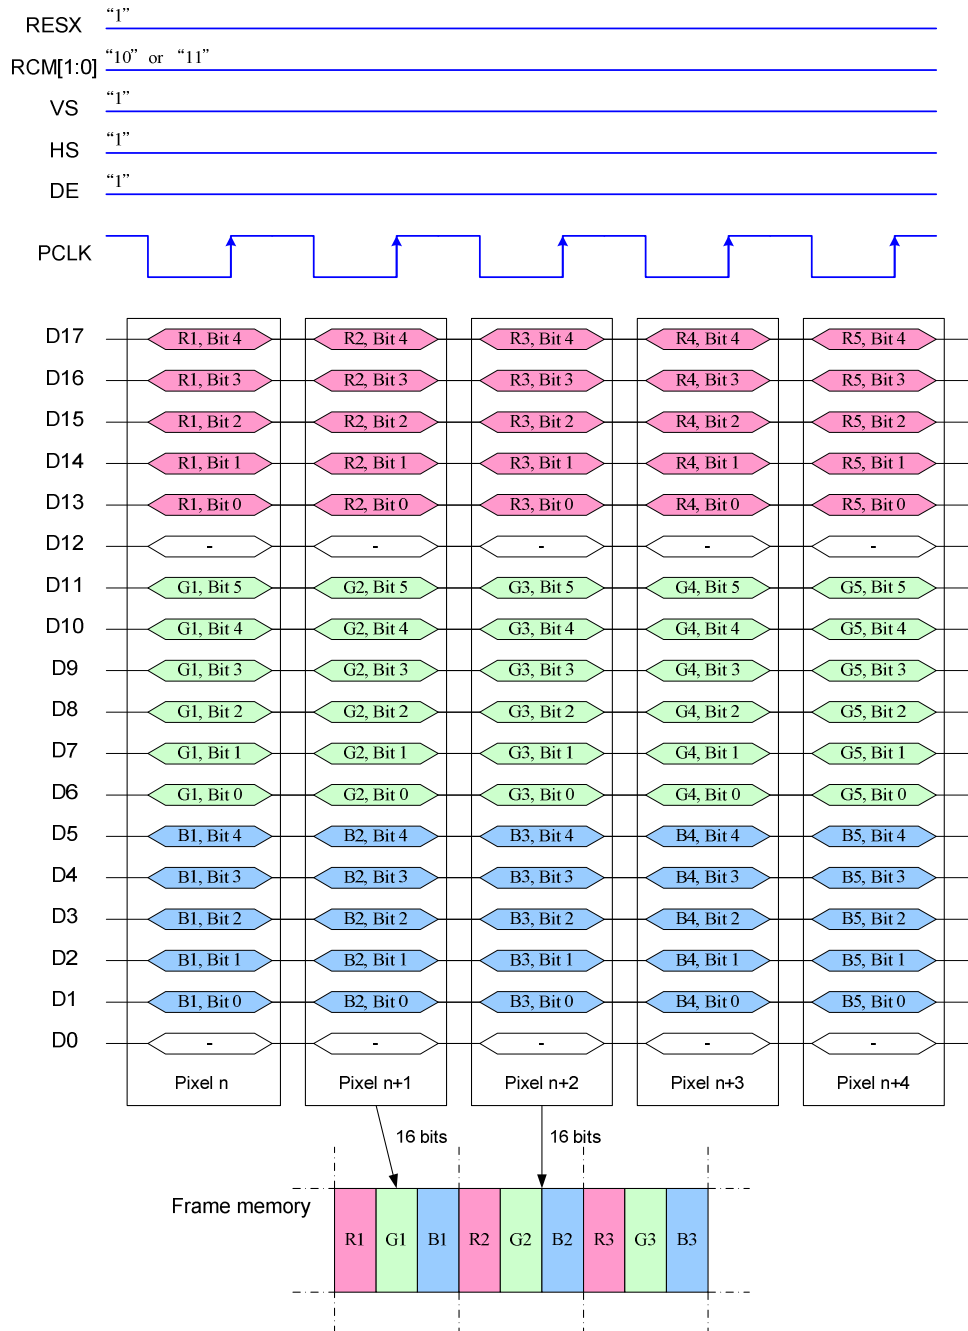 RESX “1”
RCM[1:0] “10” or “11”
VS “1”
HS “1”
DE “1”
PCLK
D17 R1, Bit 4 R2, Bit 4 R3, Bit 4 R4, Bit 4 R5, Bit 4
D16 R1, Bit 3 R2, Bit 3 R3, Bit 3 R4, Bit 3 R5, Bit 3
D15 R1, Bit 2 R2, Bit 2 R3, Bit 2 R4, Bit 2 R5, Bit 2
D14 R1, Bit 1 R2, Bit 1 R3, Bit 1 R4, Bit 1 R5, Bit 1
D13 R1, Bit 0 R2, Bit 0 R3, Bit 0 R4, Bit 0 R5, Bit 0
D12 - - - - -
D11 G1, Bit 5 G2, Bit 5 G3, Bit 5 G4, Bit 5 G5, Bit 5
D10 G1, Bit 4 G2, Bit 4 G3, Bit 4 G4, Bit 4 G5, Bit 4
D9 G1, Bit 3 G2, Bit 3 G3, Bit 3 G4, Bit 3 G5, Bit 3
D8 G1, Bit 2 G2, Bit 2 G3, Bit 2 G4, Bit 2 G5, Bit 2
D7 G1, Bit 1 G2, Bit 1 G3, Bit 1 G4, Bit 1 G5, Bit 1
D6 G1, Bit 0 G2, Bit 0 G3, Bit 0 G4, Bit 0 G5, Bit 0
D5 B1, Bit 4 B2, Bit 4 B3, Bit 4 B4, Bit 4 B5, Bit 4
D4 B1, Bit 3 B2, Bit 3 B3, Bit 3 B4, Bit 3 B5, Bit 3
D3 B1, Bit 2 B2, Bit 2 B3, Bit 2 B4, Bit 2 B5, Bit 2
D2 B1, Bit 1 B2, Bit 1 B3, Bit 1 B4, Bit 1 B5, Bit 1
D1 B1, Bit 0 B2, Bit 0 B3, Bit 0 B4, Bit 0 B5, Bit 0
D0 - - - - -
Pixel n Pixel n+1 Pixel n+2 Pixel n+3 Pixel n+4
16 bits 16 bits
Frame memory
R1 G1 B1 R2 G2 B2 R3 G3 B3